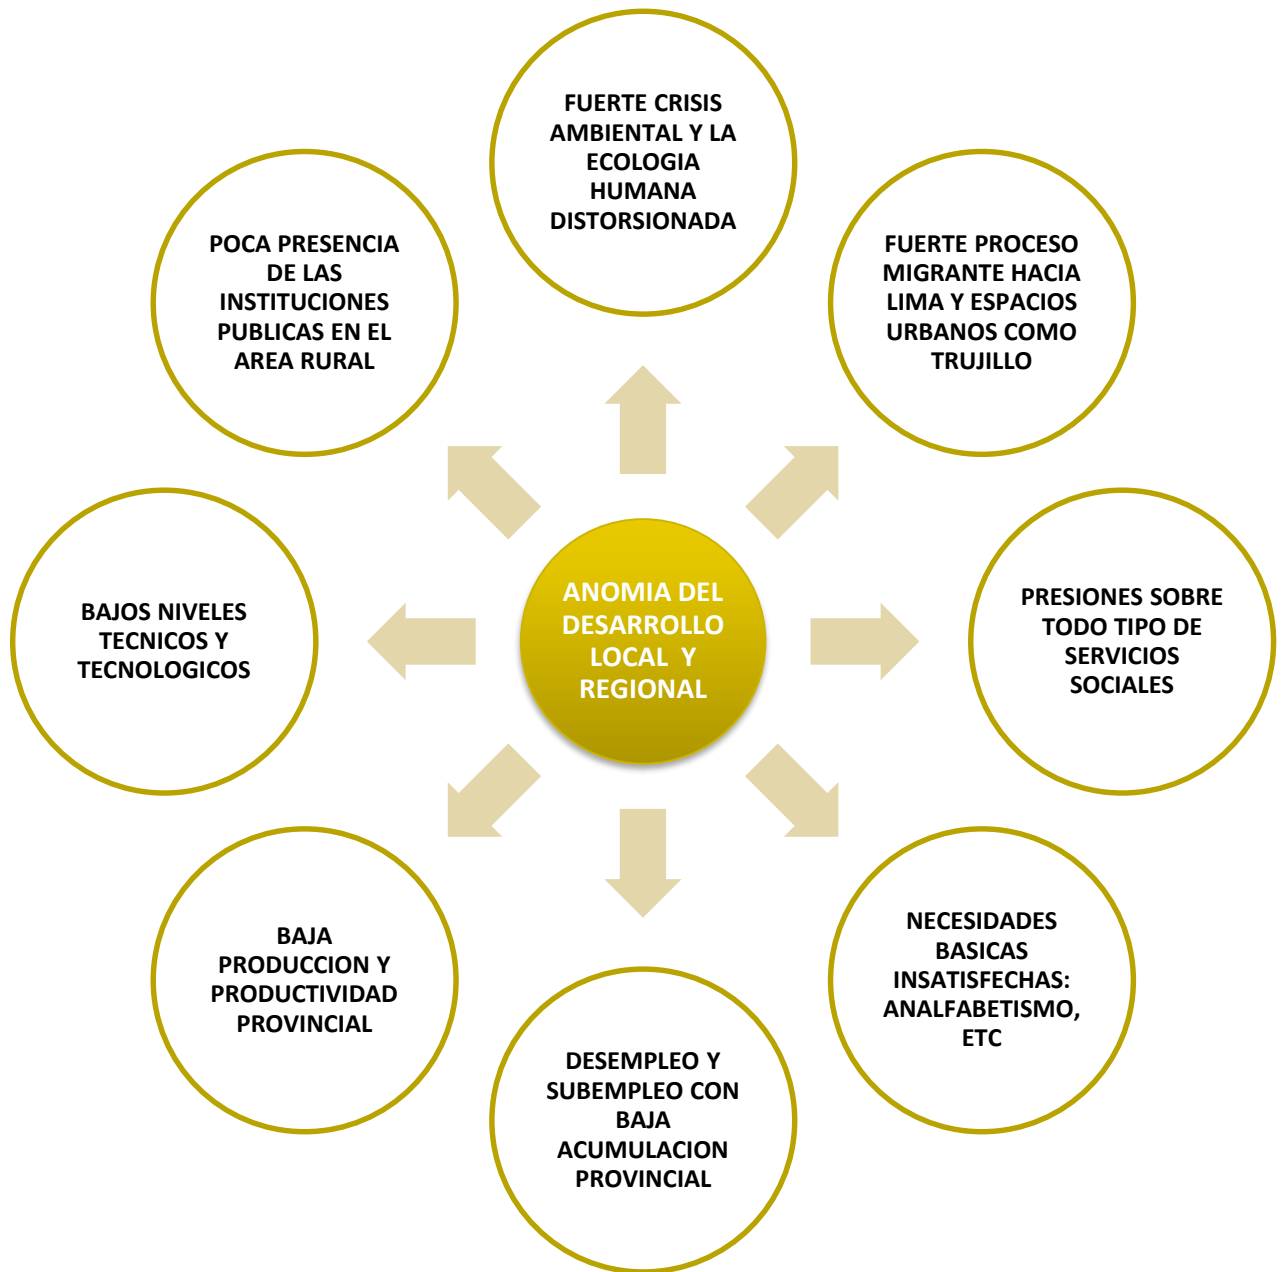 FUERTE CRISIS
AMBIENTAL Y LA
ECOLOGIA
HUMANA
DISTORSIONADA
FUERTE PROCESO
MIGRANTE HACIA
LIMA Y ESPACIOS
URBANOS COMO
TRUJILLO
PRESIONES SOBRE
TODO TIPO DE
SERVICIOS
SOCIALES
NECESIDADES
BASICAS
INSATISFECHAS:
ANALFABETISMO,
ETC
DESEMPLEO Y
SUBEMPLEO CON
BAJA
ACUMULACION
PROVINCIAL
BAJA
PRODUCCION Y
PRODUCTIVIDAD
PROVINCIAL
BAJOS NIVELES
TECNICOS Y
TECNOLOGICOS
POCA PRESENCIA
DE LAS
INSTITUCIONES
PUBLICAS EN EL
AREA RURAL
ANOMIA DEL
DESARROLLO
LOCAL Y
REGIONAL